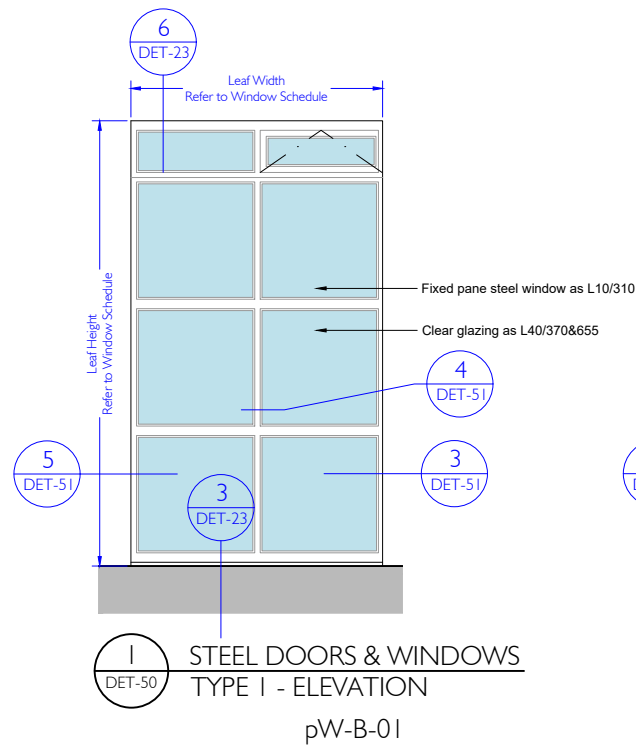 6
DET-23
Leaf Width
Refer to Window Schedule
Leaf Height
Refer to Window Schedule
Fixed pane steel window as L10/310
Clear glazing as L40/370&655
4
DET-51
5
DET-51
3
DET-23
3
DET-51
D
1
DET-50
STEEL DOORS & WINDOWS
TYPE 1 - ELEVATION
pW-B-01